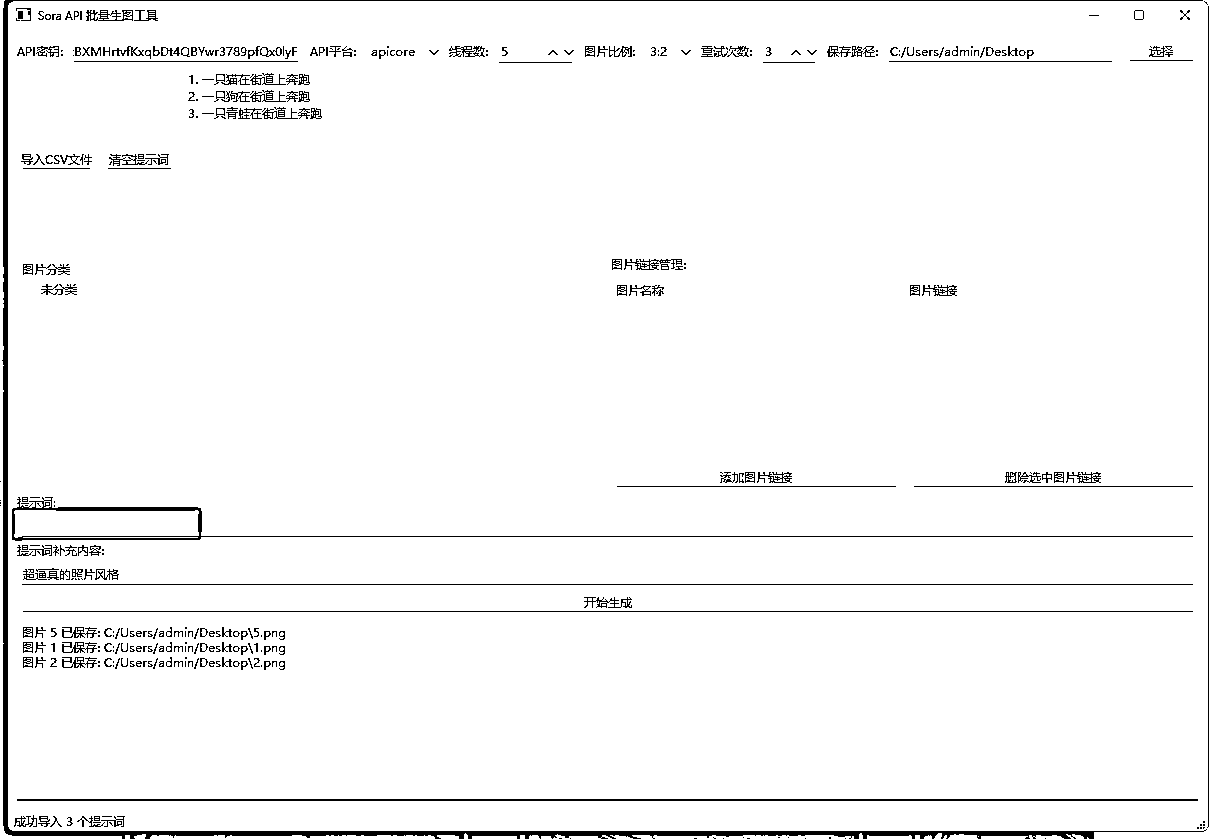 Sora API 批量生图工具
API密钥: BXMHrtvfKxqbDt4QBYwr3789pfQx0lyF API平台: apicore 线程数: 5 图片比例: 3:2 重试次数: 3 保存路径: C:/Users/admin/Desktop 选择
1. 一只猫在街道上奔跑
2. 一只狗在街道上奔跑
3. 一只青蛙在街道上奔跑
导入CSV文件 清空提示词
图片分类
未分类
图片链接管理:
图片名称 图片链接
添加图片链接 删除选中图片链接
提示词:
提示词补充内容:
超逼真的照片风格
开始生成
图片 5 已保存: C:/Users/admin/Desktop\5.png
图片 1 已保存: C:/Users/admin/Desktop\1.png
图片 2 已保存: C:/Users/admin/Desktop\2.png
成功导入 3 个提示词